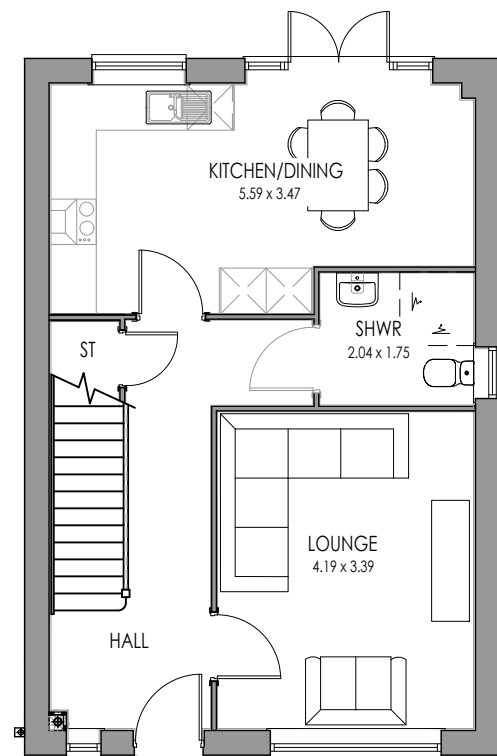 KITCHEN/DINING
5.59 x 3.47
ST
SHWR
2.04 x 1.75
LOUNGE
4.19 x 3.39
HALL